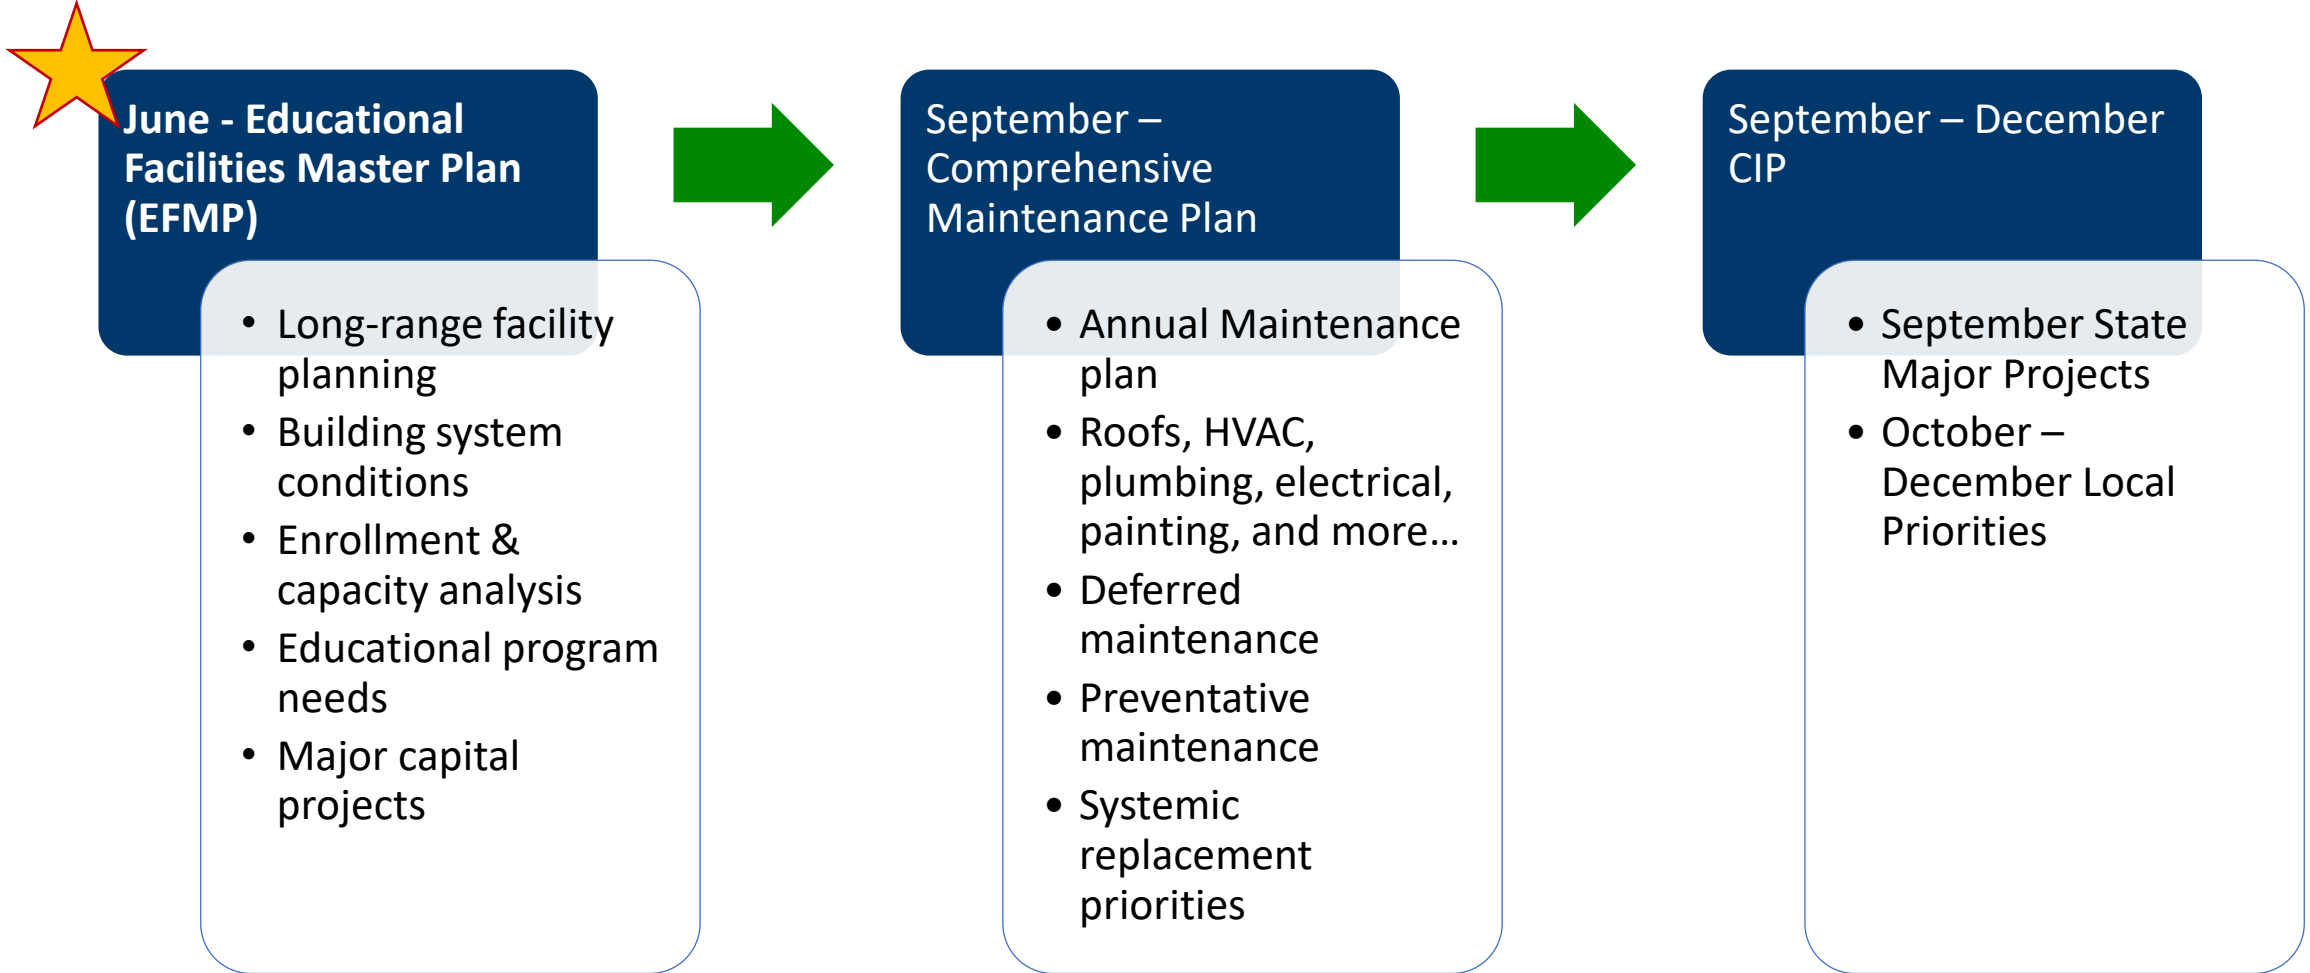 June - Educational
Facilities Master Plan
(EFMP)
• Long-range facility
planning
• Building system
conditions
• Enrollment &
capacity analysis
• Educational program
needs
• Major capital
projects
September –
Comprehensive
Maintenance Plan
• Annual Maintenance
plan
• Roofs, HVAC,
plumbing, electrical,
painting, and more…
• Deferred
maintenance
• Preventative
maintenance
• Systemic
replacement
priorities
September – December
CIP
• September State
Major Projects
• October –
December Local
Priorities